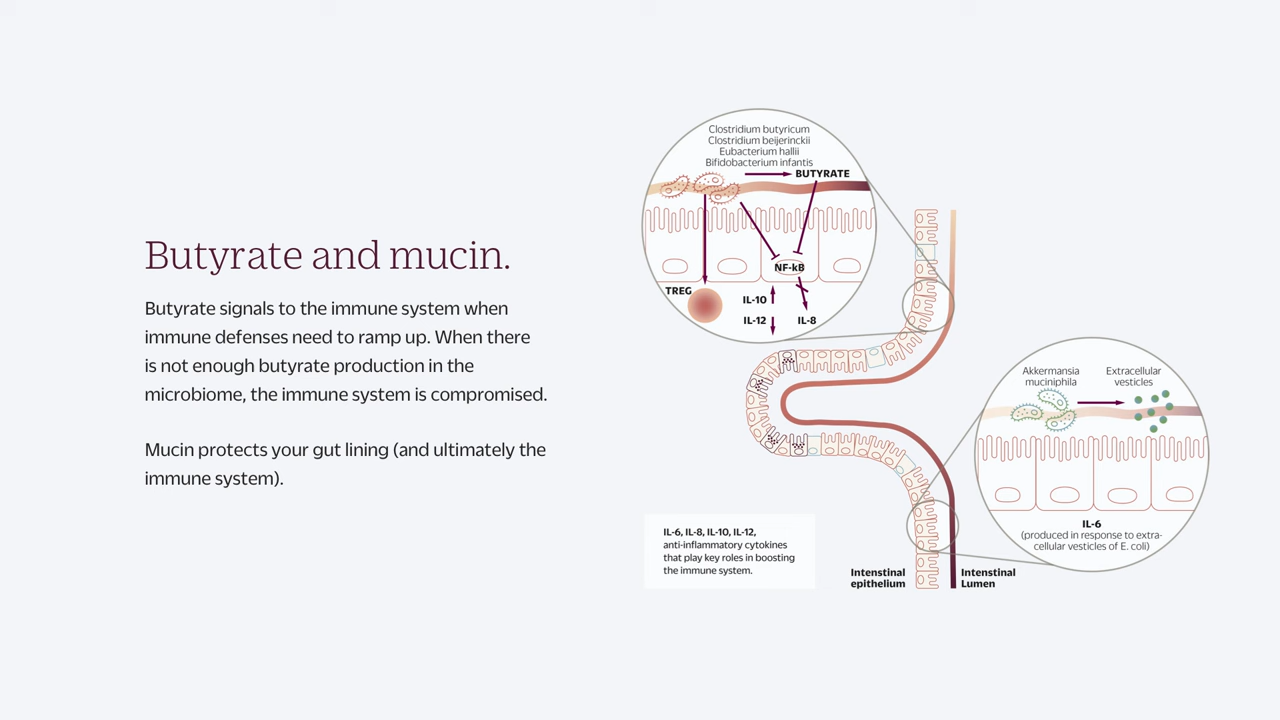 Butyrate and mucin.
Butyrate signals to the immune system when
immune defenses need to ramp up. When there
is not enough butyrate production in the
microbiome, the immune system is compromised.
Mucin protects your gut lining (and ultimately the
immune system).
Clostridium butyricum
Clostridium beijerinckii
Eubacterium hallii
Bifidobacterium infantis
BUTYRATE
NF-kB
TREG
IL-10
IL-12
IL-8
Akkermansia
muciniphila
Extracellular
vesicles
IL-6
(produced in response to extra-
cellular vesicles of E. coli)
IL-6, IL-8, IL-10, IL-12,
anti-inflammatory cytokines
that play key roles in boosting
the immune system.
Intenstinal
epithelium
Intenstinal
Lumen